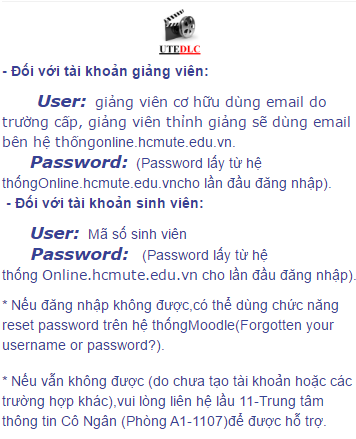 UTEDLC
- Đối với tài khoản giảng viên:
User: giảng viên cơ hữu dùng email do
trường cấp, giảng viên thỉnh giảng sẽ dùng email
bên hệ thốngonline.hcmute.edu.vn.
Password: (Password lấy từ hệ
thốngOnline.hcmute.edu.vncho lần đầu đăng nhập).
- Đối với tài khoản sinh viên:
User: Mã số sinh viên
Password: (Password lấy từ hệ
thống Online.hcmute.edu.vn cho lần đầu đăng nhập).
* Nếu đăng nhập không được,có thể dùng chức năng
reset password trên hệ thốngMoodle(Forgotten your
username or password?).
* Nếu vẫn không được (do chưa tạo tài khoản hoặc các
trường hợp khác),vui lòng liên hệ lầu 11-Trung tâm
thông tin Cô Ngân (Phòng A1-1107)để được hỗ trợ.